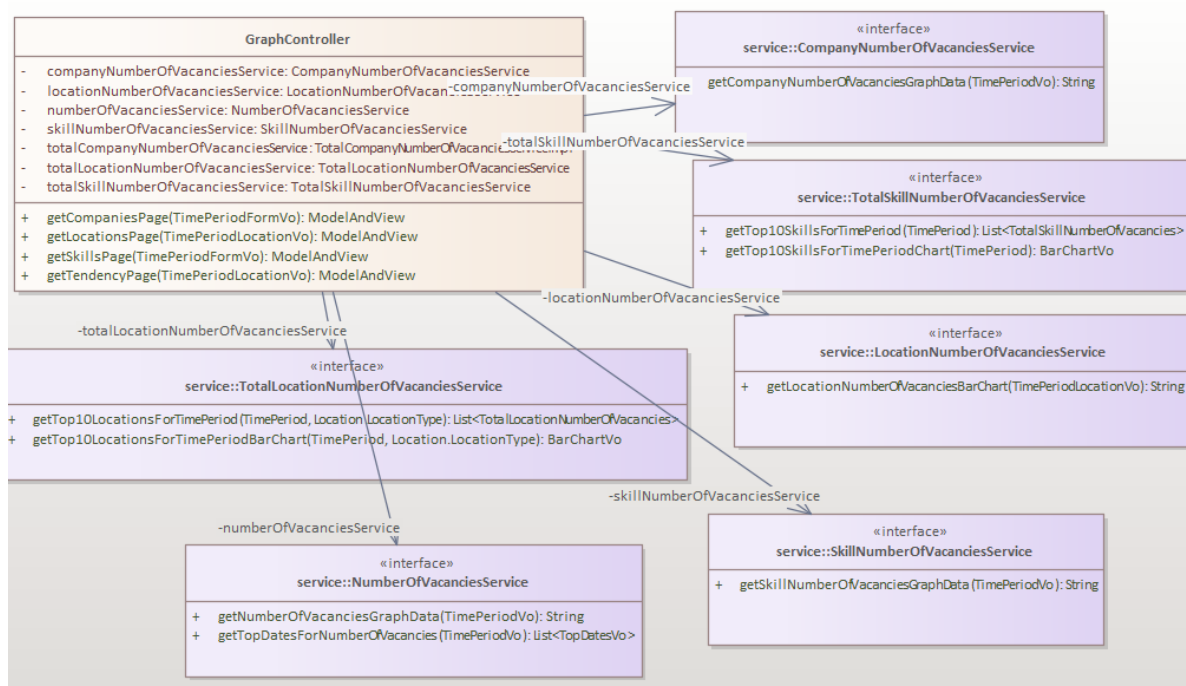 GraphController
- companyNumberOfVacanciesService: CompanyNumberOfVacanciesService
- locationNumberOfVacanciesService: LocationNumberOfVacanciesService
- numberOfVacanciesService: NumberOfVacanciesService
- skillNumberOfVacanciesService: SkillNumberOfVacanciesService
- totalCompanyNumberOfVacanciesService: TotalCompanyNumberOfVacanciesServiceImpl
- totalLocationNumberOfVacanciesService: TotalLocationNumberOfVacanciesService
- totalSkillNumberOfVacanciesService: TotalSkillNumberOfVacanciesService
+ getCompaniesPage(TimePeriodFormVo): ModelAndView
+ getLocationsPage(TimePeriodLocationVo): ModelAndView
+ getSkillsPage(TimePeriodFormVo): ModelAndView
+ getTendencyPage(TimePeriodLocationVo): ModelAndView
«interface»
service::CompanyNumberOfVacanciesService
getCompanyNumberOfVacanciesGraphData(TimePeriodVo): String
-companyNumberOfVacanciesService
-totalSkillNumberOfVacanciesService
«interface»
service::TotalSkillNumberOfVacanciesService
+ getTop10SkillsForTimePeriod(TimePeriod): List<TotalSkillNumberOfVacancies>
+ getTop10SkillsForTimePeriodChart(TimePeriod): BarChartVo
-locationNumberOfVacanciesService
«interface»
service::LocationNumberOfVacanciesService
+ getLocationNumberOfVacanciesBarChart(TimePeriodLocationVo): String
-totalLocationNumberOfVacanciesService
«interface»
service::TotalLocationNumberOfVacanciesService
+ getTop10LocationsForTimePeriod(TimePeriod, Location.LocationType): List<TotalLocationNumberOfVacancies>
+ getTop10LocationsForTimePeriodBarChart(TimePeriod, Location.LocationType): BarChartVo
-skillNumberOfVacanciesService
«interface»
service::SkillNumberOfVacanciesService
+ getSkillNumberOfVacanciesGraphData(TimePeriodVo): String
-numberOfVacanciesService
«interface»
service::NumberOfVacanciesService
+ getNumberOfVacanciesGraphData(TimePeriodVo): String
+ getTopDatesForNumberOfVacancies(TimePeriodVo): List<TopDatesVo>